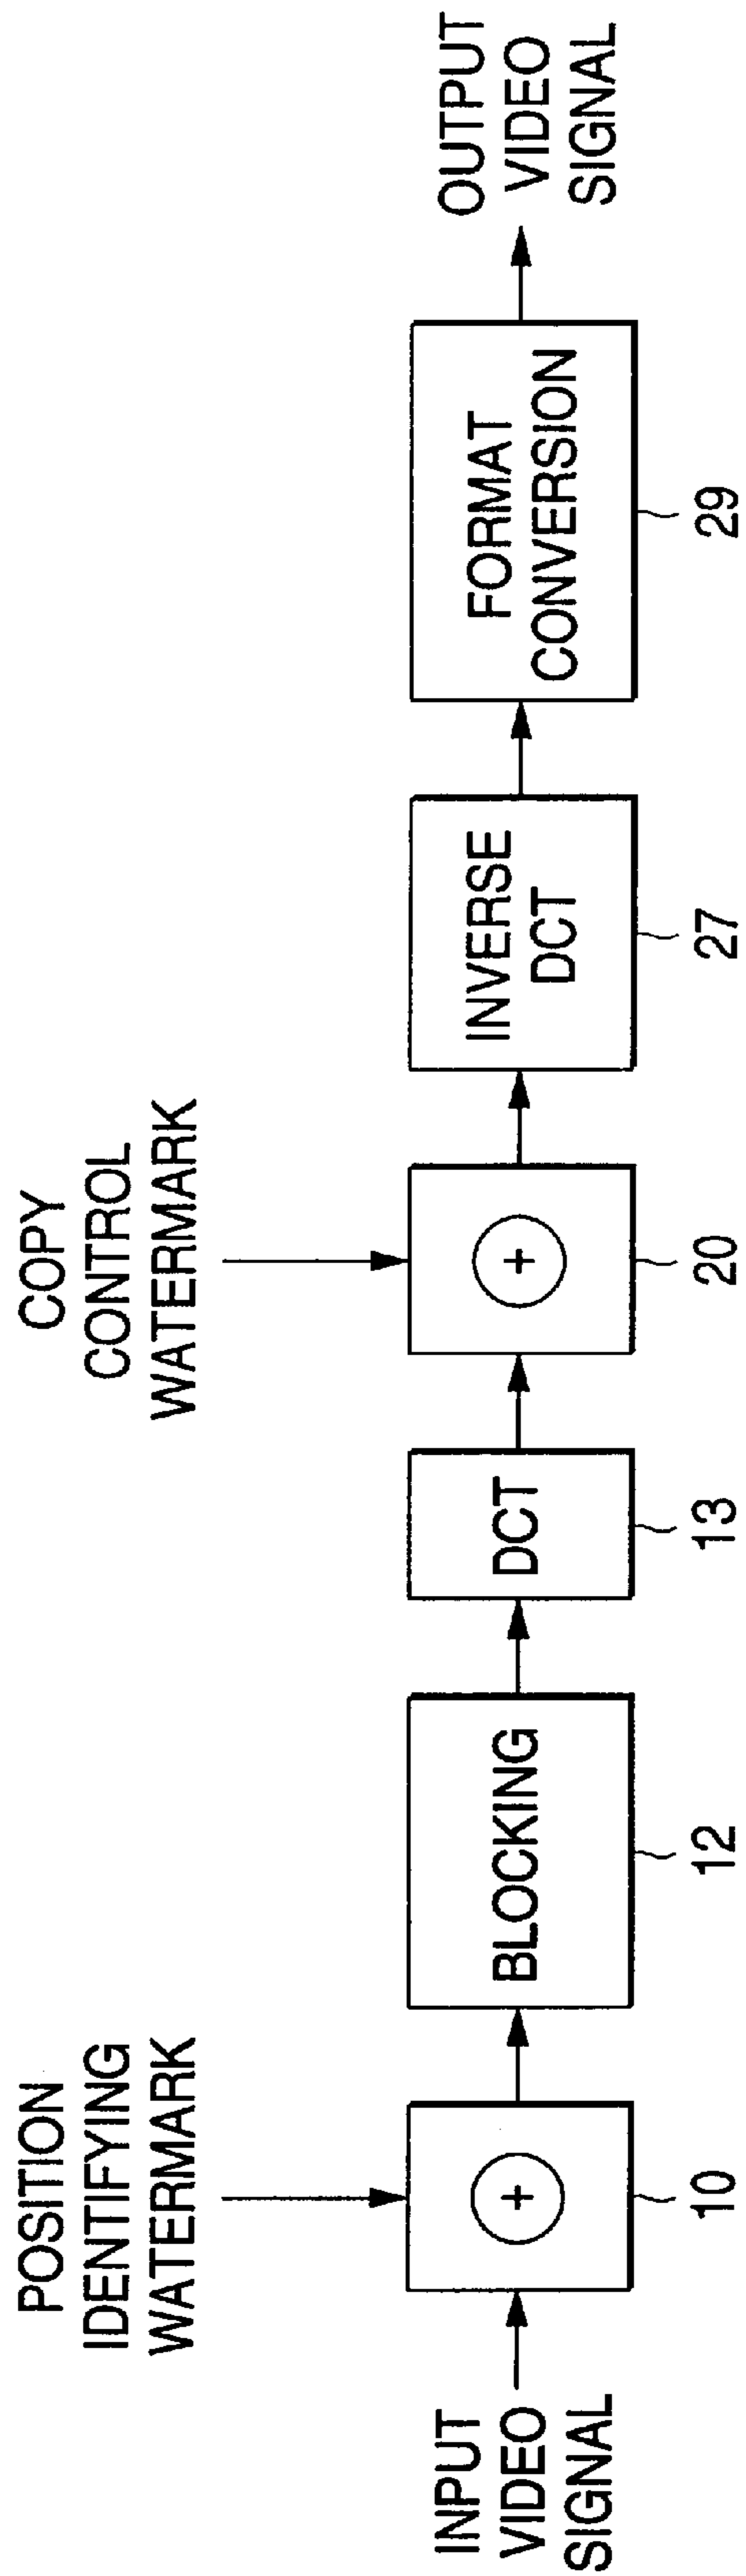 POSITION
IDENTIFYING
WATERMARK
COPY
CONTROL
WATERMARK
INPUT
VIDEO
SIGNAL
+
BLOCKING
DCT
+
INVERSE
DCT
FORMAT
CONVERSION
OUTPUT
VIDEO
SIGNAL
10
12
13
20
27
29